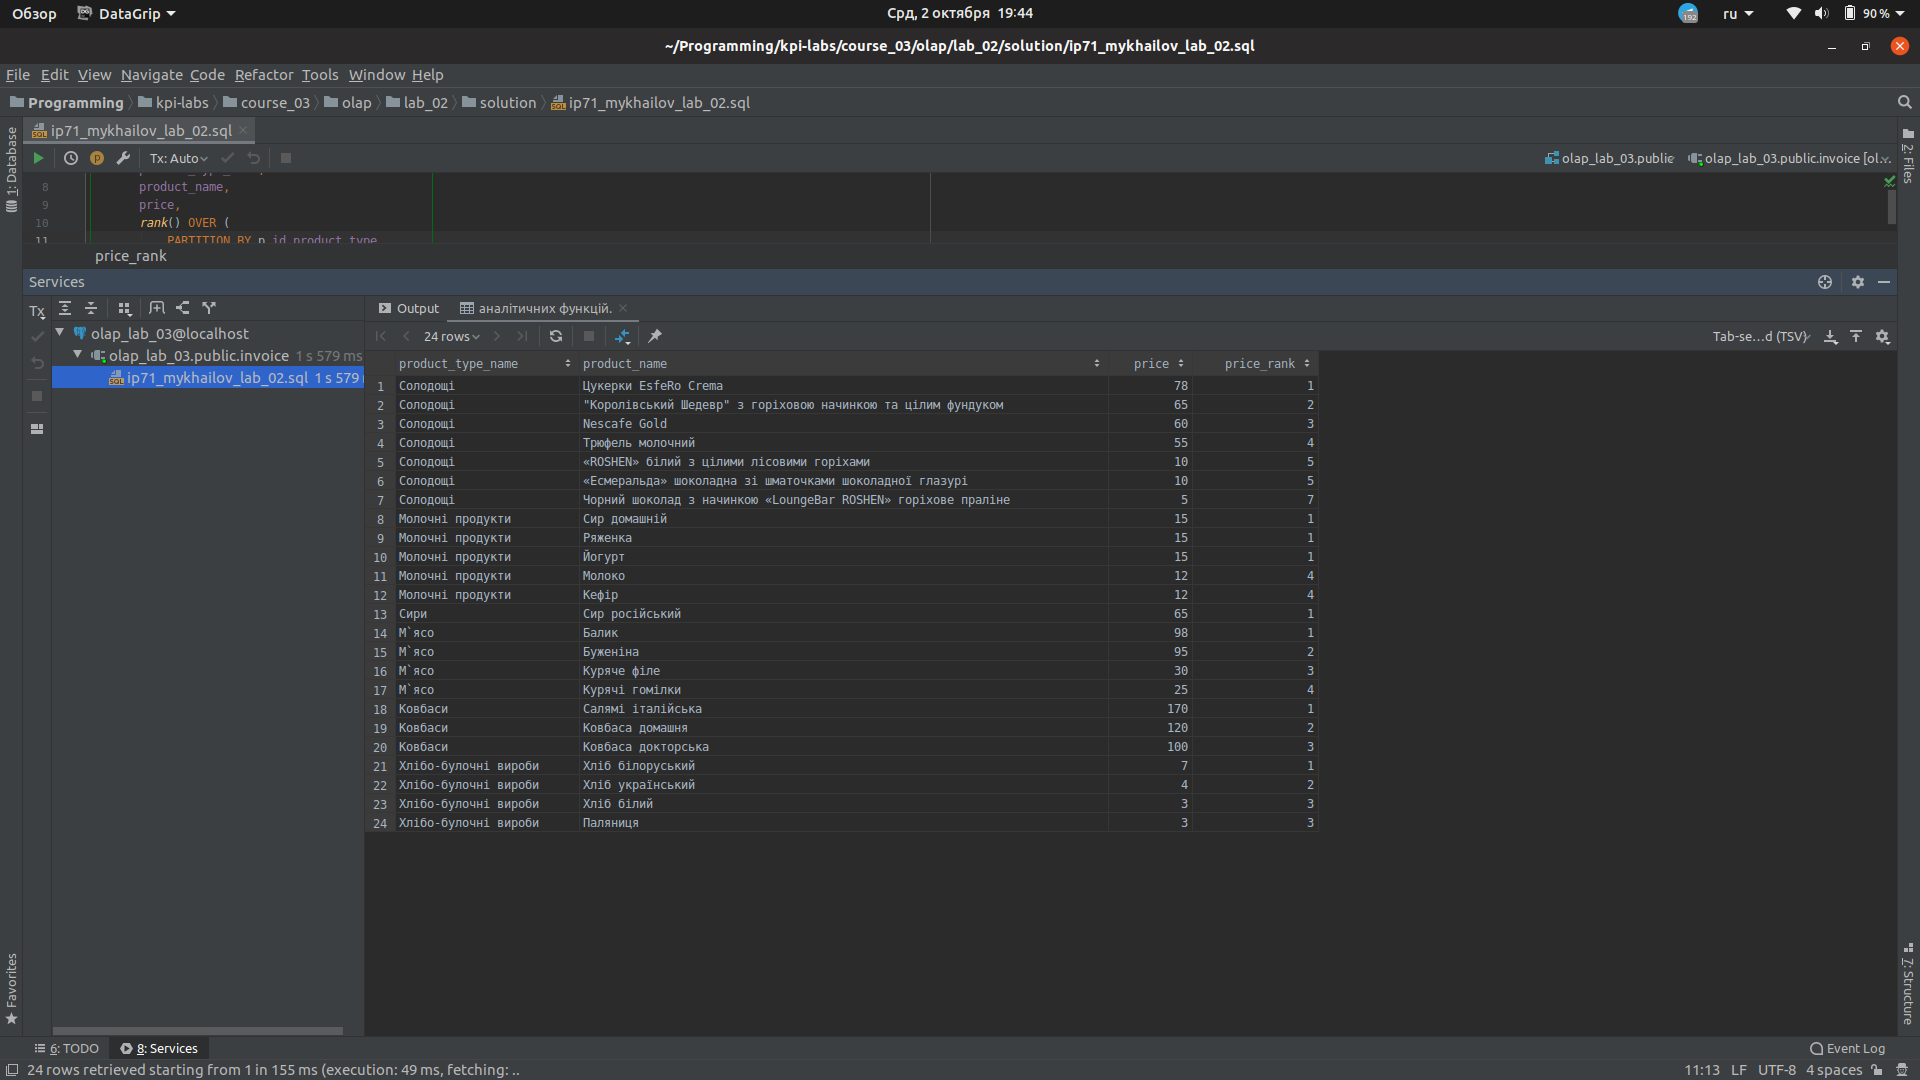 Обзор DataGrip Срд, 2 октября 19:44 192 ru 90 %
~/Programming/kpi-labs/course_03/olap/lab_02/solution/ip71_mykhailov_lab_02.sql
File Edit View Navigate Code Refactor Tools Window Help
Programming kpi-labs course_03 olap lab_02 solution ip71_mykhailov_lab_02.sql
ip71_mykhailov_lab_02.sql
Tx: Auto olap_lab_03.public olap_lab_03.public.invoice [ol...
8 product_name,
9 price,
10 rank() OVER (
11 PARTITION BY p.id_product_type
price_rank
Services
Tx Output аналітичних функцій.
olap_lab_03@localhost 24 rows Tab-se...d (TSV)
olap_lab_03.public.invoice 1 s 579 ms
ip71_mykhailov_lab_02.sql 1 s 579
product_type_name product_name price price_rank
1 Солодощі Цукерки EsfeRo Crema 78 1
2 Солодощі "Королівський Шедевр" з горіховою начинкою та цілим фундуком 65 2
3 Солодощі Nescafe Gold 60 3
4 Солодощі Трюфель молочний 55 4
5 Солодощі «ROSHEN» білий з цілими лісовими горіхами 10 5
6 Солодощі «Есмеральда» шоколадна зі шматочками шоколадної глазурі 10 5
7 Солодощі Чорний шоколад з начинкою «LoungeBar ROSHEN» горіхове праліне 5 7
8 Молочні продукти Сир домашній 15 1
9 Молочні продукти Ряженка 15 1
10 Молочні продукти Йогурт 15 1
11 Молочні продукти Молоко 12 4
12 Молочні продукти Кефір 12 4
13 Сири Сир російський 65 1
14 М`ясо Балик 98 1
15 М`ясо Буженіна 95 2
16 М`ясо Куряче філе 30 3
17 М`ясо Курячі гомілки 25 4
18 Ковбаси Салямі італійська 170 1
19 Ковбаси Ковбаса домашня 120 2
20 Ковбаси Ковбаса докторська 100 3
21 Хлібо-булочні вироби Хліб білоруський 7 1
22 Хлібо-булочні вироби Хліб український 4 2
23 Хлібо-булочні вироби Хліб білий 3 3
24 Хлібо-булочні вироби Паляниця 3 3
1: Database
Favorites
2: Files
7: Structure
6: TODO 8: Services Event Log
24 rows retrieved starting from 1 in 155 ms (execution: 49 ms, fetching: .. 11:13 LF UTF-8 4 spaces